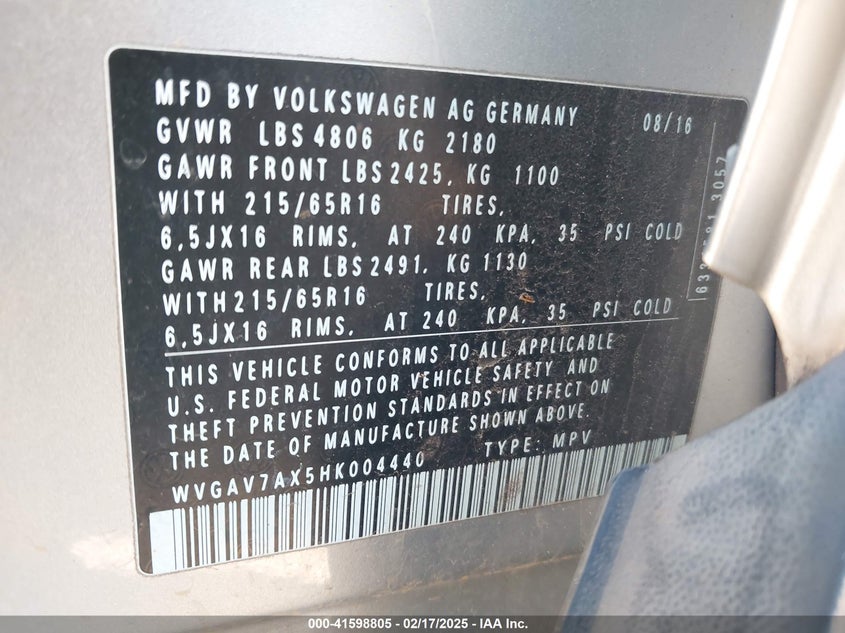 MFD BY VOLKSWAGEN AG GERMANY 08/16
GVWR LBS 4806 KG 2180
GAWR FRONT LBS 2425, KG 1100
WITH 215/65R16 TIRES,
6,5JX16 RIMS, AT 240 KPA, 35 PSI COLD
GAWR REAR LBS 2491, KG 1130
WITH 215/65R16 TIRES,
6,5JX16 RIMS, AT 240 KPA, 35 PSI COLD
THIS VEHICLE CONFORMS TO ALL APPLICABLE
U.S. FEDERAL MOTOR VEHICLE SAFETY AND
THEFT PREVENTION STANDARDS IN EFFECT ON
THE DATE OF MANUFACTURE SHOWN ABOVE.
WVGAV7AX5HK004440 TYPE: MPV
3057
000-41598805 - 02/17/2025 - IAA Inc.